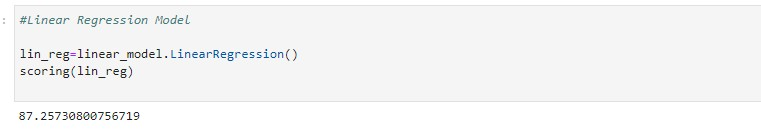 :
#Linear Regression Model
lin_reg=linear_model.LinearRegression()
scoring(lin_reg)
87.25730800756719